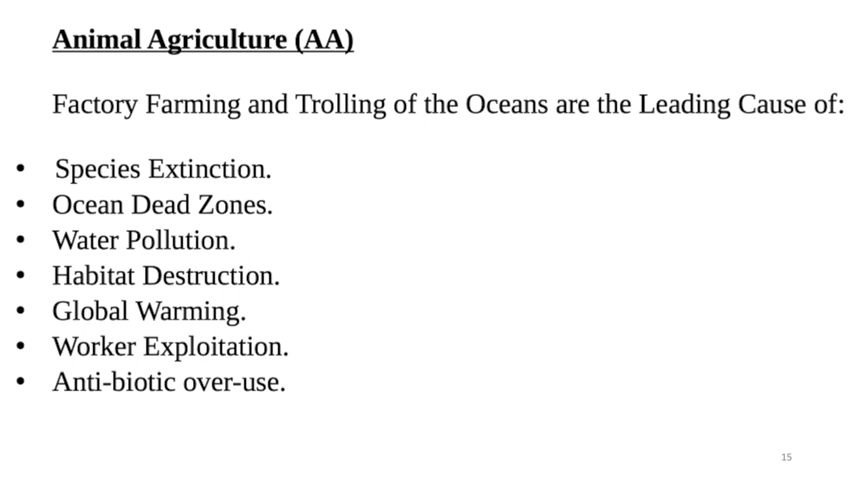 Animal Agriculture (AA)
Factory Farming and Trolling of the Oceans are the Leading Cause of:
• Species Extinction.
• Ocean Dead Zones.
• Water Pollution.
• Habitat Destruction.
• Global Warming.
• Worker Exploitation.
• Anti-biotic over-use.
15